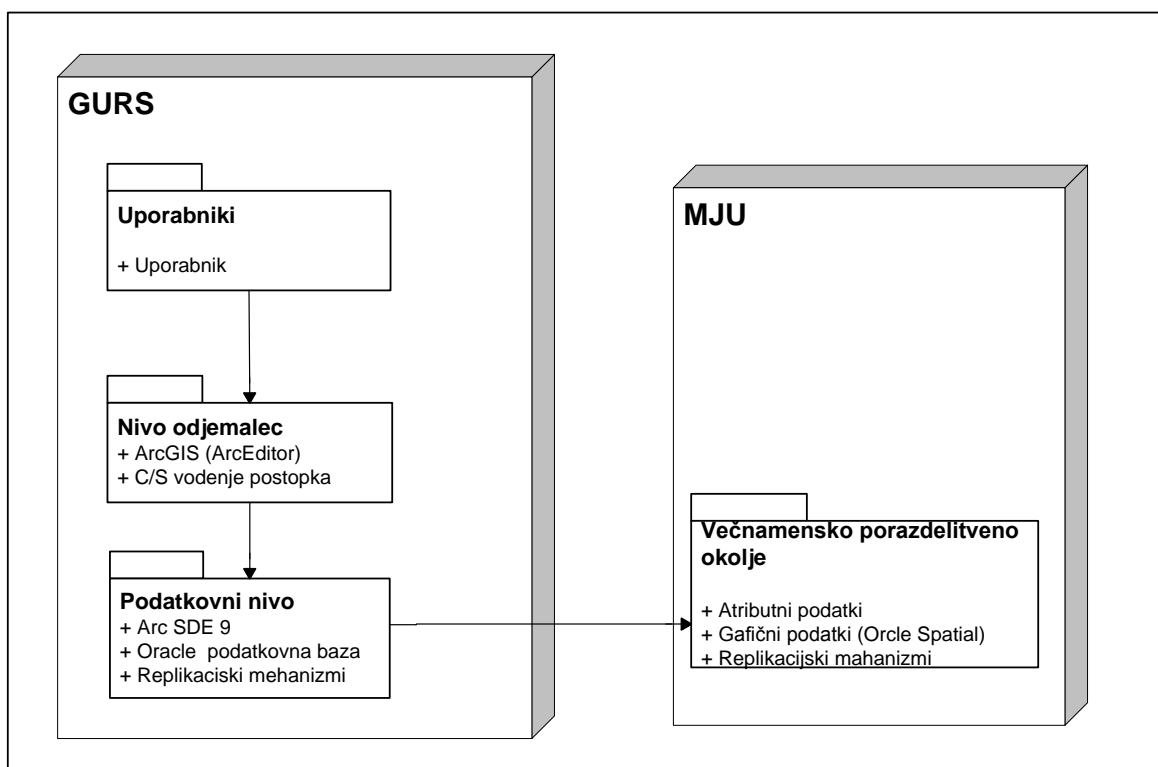 GURS
Uporabniki
+ Uporabnik
Nivo odjemalec
+ ArcGIS (ArcEditor)
+ C/S vodenje postopka
Podatkovni nivo
+ Arc SDE 9
+ Oracle podatkovna baza
+ Replikaciski mehanizmi
MJU
Večnamensko porazdelitveno
okolje
+ Atributni podatki
+ Gafični podatki (Orcle Spatial)
+ Replikacijski mahanizmi